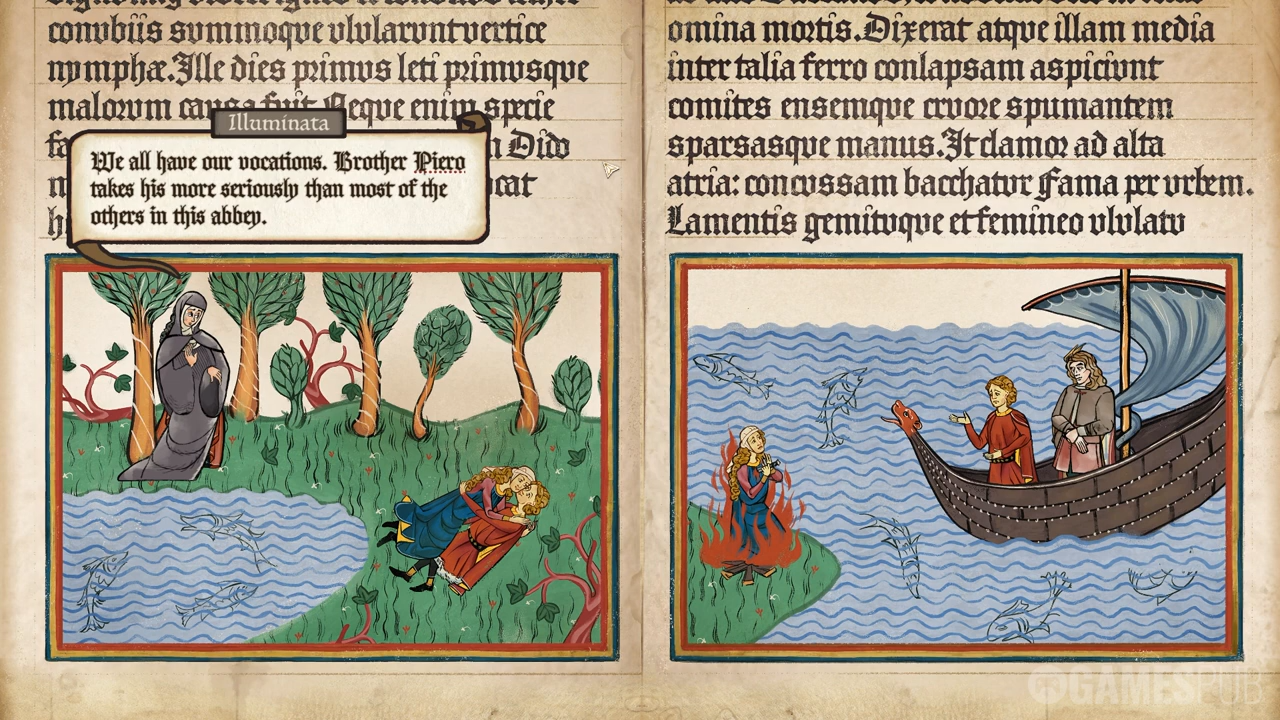 conubiis summoque ulularunt vertice
nymphæ. Ille dies primus leti primusque
malorum causa fuit Neque enim specie
Illuminata
We all have our vocations. Brother Piero
takes his more seriously than most of the
others in this abbey.
fa
n Dido
ocat
omina mortis. Dixerat atque illam media
inter talia ferro conlapsam aspiciunt
comites ensemque cruore spumantem
sparsasque manus. It clamor ad alta
atria: concussam bacchatur Fama per urbem.
Lamentis gemituque et femineo ululatu
GAMESPUB